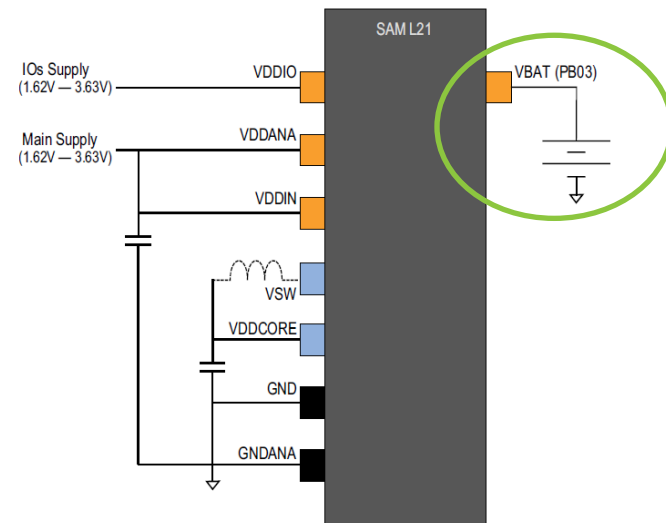 SAM L21
IOs Supply
(1.62V — 3.63V)
VDDIO
VBAT (PB03)
Main Supply
(1.62V — 3.63V)
VDDANA
VDDIN
VSW
VDDCORE
GND
GNDANA